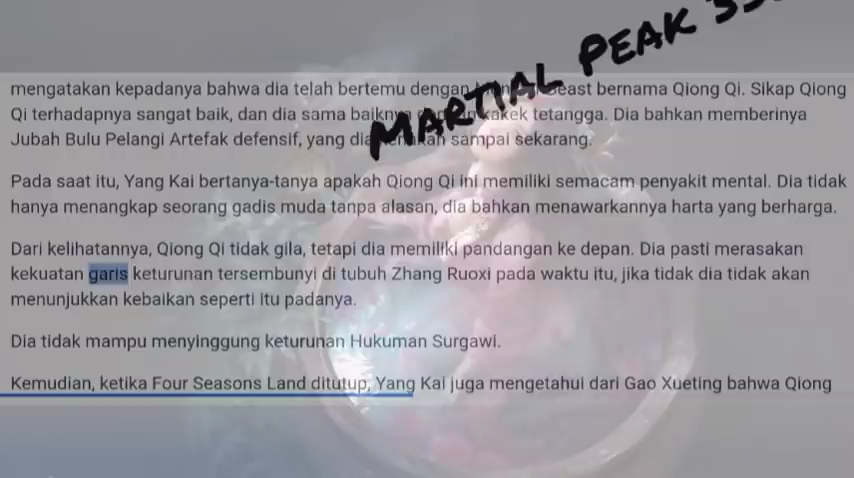 MARTIAL PEAK
mengatakan kepadanya bahwa dia telah bertemu dengan Beast bernama Qiong Qi. Sikap Qiong
Qi terhadapnya sangat baik, dan dia sama baiknya kakek tetangga. Dia bahkan memberinya
Jubah Bulu Pelangi Artefak defensif, yang dia sampai sekarang.
Pada saat itu, Yang Kai bertanya-tanya apakah Qiong Qi ini memiliki semacam penyakit mental. Dia tidak
hanya menangkap seorang gadis muda tanpa alasan, dia bahkan menawarkannya harta yang berharga.
Dari kelihatannya, Qiong Qi tidak gila, tetapi dia memiliki pandangan ke depan. Dia pasti merasakan
kekuatan garis keturunan tersembunyi di tubuh Zhang Ruoxi pada waktu itu, jika tidak dia tidak akan
menunjukkan kebaikan seperti itu padanya.
Dia tidak mampu menyinggung keturunan Hukuman Surgawi.
Kemudian, ketika Four Seasons Land ditutup, Yang Kai juga mengetahui dari Gao Xueting bahwa Qiong